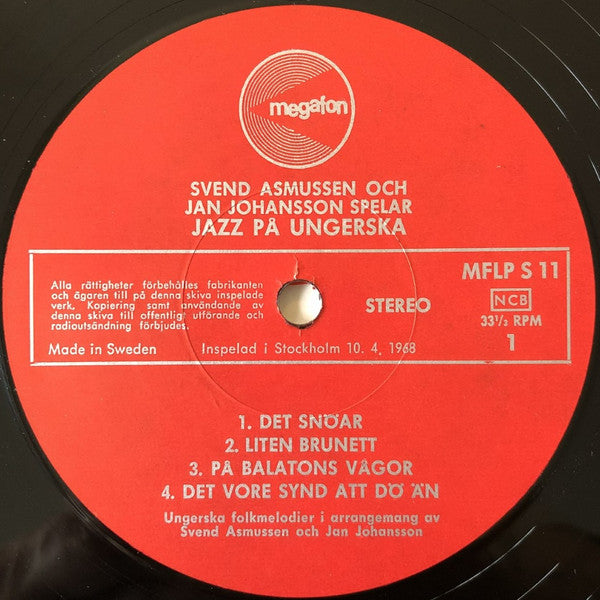 megafon
SVEND ASMUSSEN OCH
JAN JOHANSSON SPELAR
JAZZ PÅ UNGERSKA
Alla rättigheter förbehålles fabrikanten
och ägaren till på denna skiva inspelade
verk. Kopiering samt användande av
denna skiva till offentligt utförande och
radioutsändning förbjudes.
Made in Sweden
Inspelad i Stockholm 10. 4, 1968
STEREO
MFLP S 11
NCB
33⅓ RPM
1
1. DET SNÖAR
2. LITEN BRUNETT
3. PÅ BALATONS VÅGOR
4. DET VORE SYND ATT DÖ ÄN
Ungerska folkmelodier i arrangemang av
Svend Asmussen och Jan Johansson